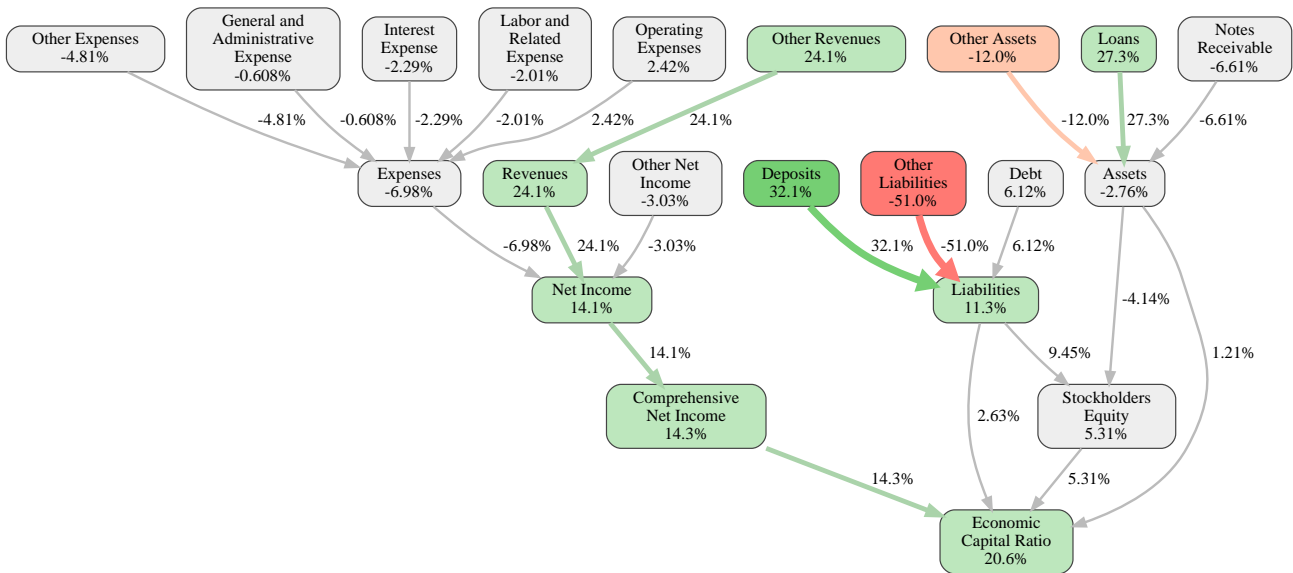 Other Expenses
-4.81%
General and
Administrative
Expense
-0.608%
Interest
Expense
-2.29%
Labor and
Related
Expense
-2.01%
Operating
Expenses
2.42%
Other Revenues
24.1%
Other Assets
-12.0%
Loans
27.3%
Notes
Receivable
-6.61%
-4.81%
-0.608%
-2.29%
-2.01%
2.42%
24.1%
-12.0%
27.3%
-6.61%
Expenses
-6.98%
Revenues
24.1%
Other Net
Income
-3.03%
Deposits
32.1%
Other
Liabilities
-51.0%
Debt
6.12%
Assets
-2.76%
-6.98%
24.1%
-3.03%
32.1%
-51.0%
6.12%
Net Income
14.1%
Liabilities
11.3%
-4.14%
14.1%
9.45%
1.21%
Comprehensive
Net Income
14.3%
2.63%
Stockholders
Equity
5.31%
14.3%
5.31%
Economic
Capital Ratio
20.6%